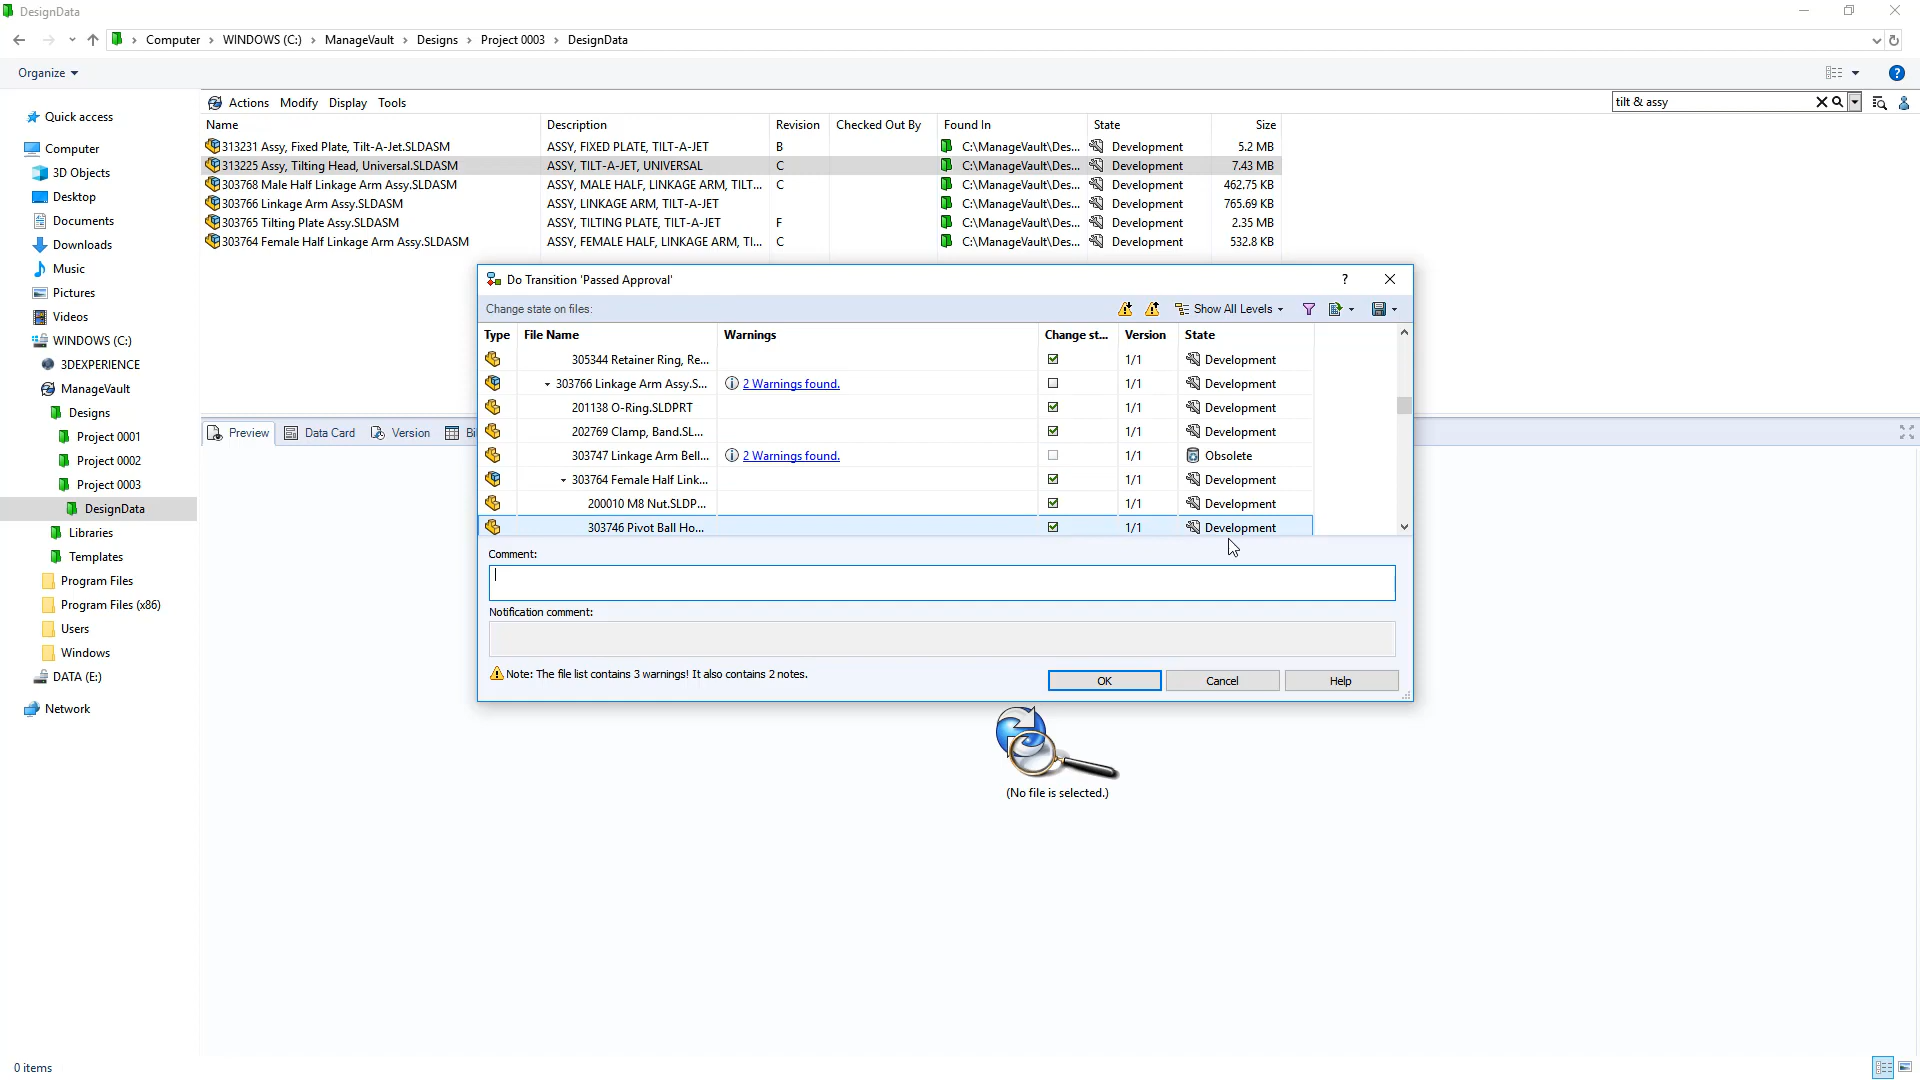 DesignData
Computer > WINDOWS (C:) > ManageVault > Designs > Project 0003 > DesignData
Organize
Actions Modify Display Tools
tilt & assy
Name Description Revision Checked Out By Found In State Size
313231 Assy, Fixed Plate, Tilt-A-Jet.SLDASM ASSY, FIXED PLATE, TILT-A-JET B C:\ManageVault\Des... Development 5.2 MB
313225 Assy, Tilting Head, Universal.SLDASM ASSY, TILT-A-JET, UNIVERSAL C C:\ManageVault\Des... Development 7.43 MB
303768 Male Half Linkage Arm Assy.SLDASM ASSY, MALE HALF, LINKAGE ARM, TILT... C C:\ManageVault\Des... Development 462.75 KB
303766 Linkage Arm Assy.SLDASM ASSY, LINKAGE ARM, TILT-A-JET C:\ManageVault\Des... Development 765.69 KB
303765 Tilting Plate Assy.SLDASM ASSY, TILTING PLATE, TILT-A-JET F C:\ManageVault\Des... Development 2.35 MB
303764 Female Half Linkage Arm Assy.SLDASM ASSY, FEMALE HALF, LINKAGE ARM, TI... C C:\ManageVault\Des... Development 532.8 KB
Quick access
Computer
3D Objects
Desktop
Documents
Downloads
Music
Pictures
Videos
WINDOWS (C:)
3DEXPERIENCE
ManageVault
Designs
Project 0001
Project 0002
Project 0003
DesignData
Libraries
Templates
Program Files
Program Files (x86)
Users
Windows
DATA (E:)
Network
Preview Data Card Version Bi
Do Transition 'Passed Approval' ?
Change state on files: Show All Levels
Type File Name Warnings Change st... Version State
305344 Retainer Ring, Re... 1/1 Development
303766 Linkage Arm Assy.S... 2 Warnings found. 1/1 Development
201138 O-Ring.SLDPRT 1/1 Development
202769 Clamp, Band.SL... 1/1 Development
303747 Linkage Arm Bell... 2 Warnings found. 1/1 Obsolete
303764 Female Half Link... 1/1 Development
200010 M8 Nut.SLDP... 1/1 Development
303746 Pivot Ball Ho... 1/1 Development
Comment:
Notification comment:
Note: The file list contains 3 warnings! It also contains 2 notes.
OK Cancel Help
(No file is selected.)
0 items